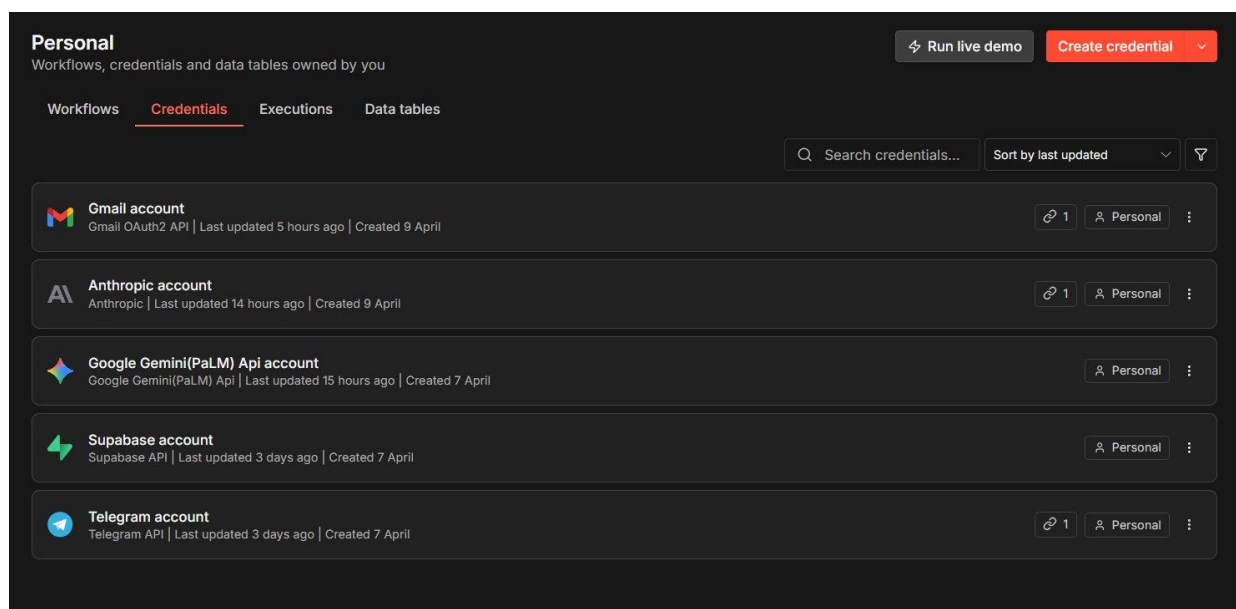 Personal
Run live demo
Create credential
Workflows, credentials and data tables owned by you
Workflows Credentials Executions Data tables
Search credentials... Sort by last updated
Gmail account
Gmail OAuth2 API | Last updated 5 hours ago | Created 9 April
1 Personal
Anthropic account
Anthropic | Last updated 14 hours ago | Created 9 April
1 Personal
Google Gemini(PaLM) Api account
Google Gemini(PaLM) Api | Last updated 15 hours ago | Created 7 April
Personal
Supabase account
Supabase API | Last updated 3 days ago | Created 7 April
Personal
Telegram account
Telegram API | Last updated 3 days ago | Created 7 April
1 Personal